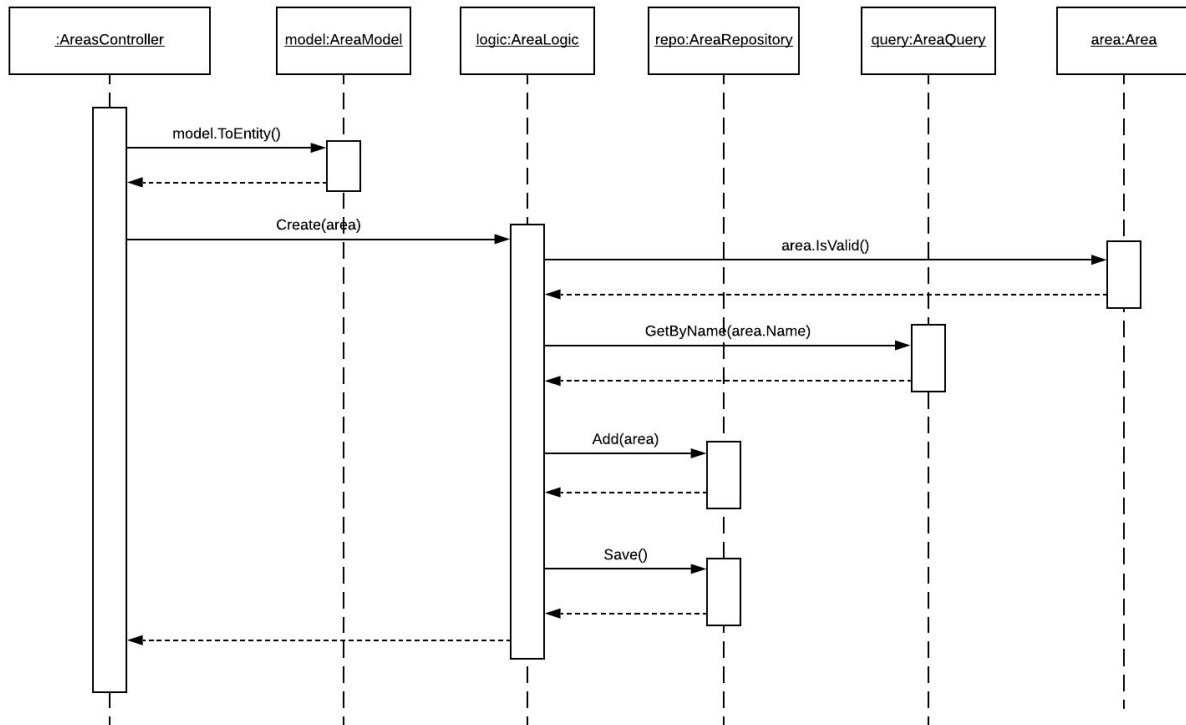 :AreasController
model:AreaModel
logic:AreaLogic
repo:AreaRepository
query:AreaQuery
area:Area
model.ToEntity()
Create(area)
area.IsValid()
GetByName(area.Name)
Add(area)
Save()